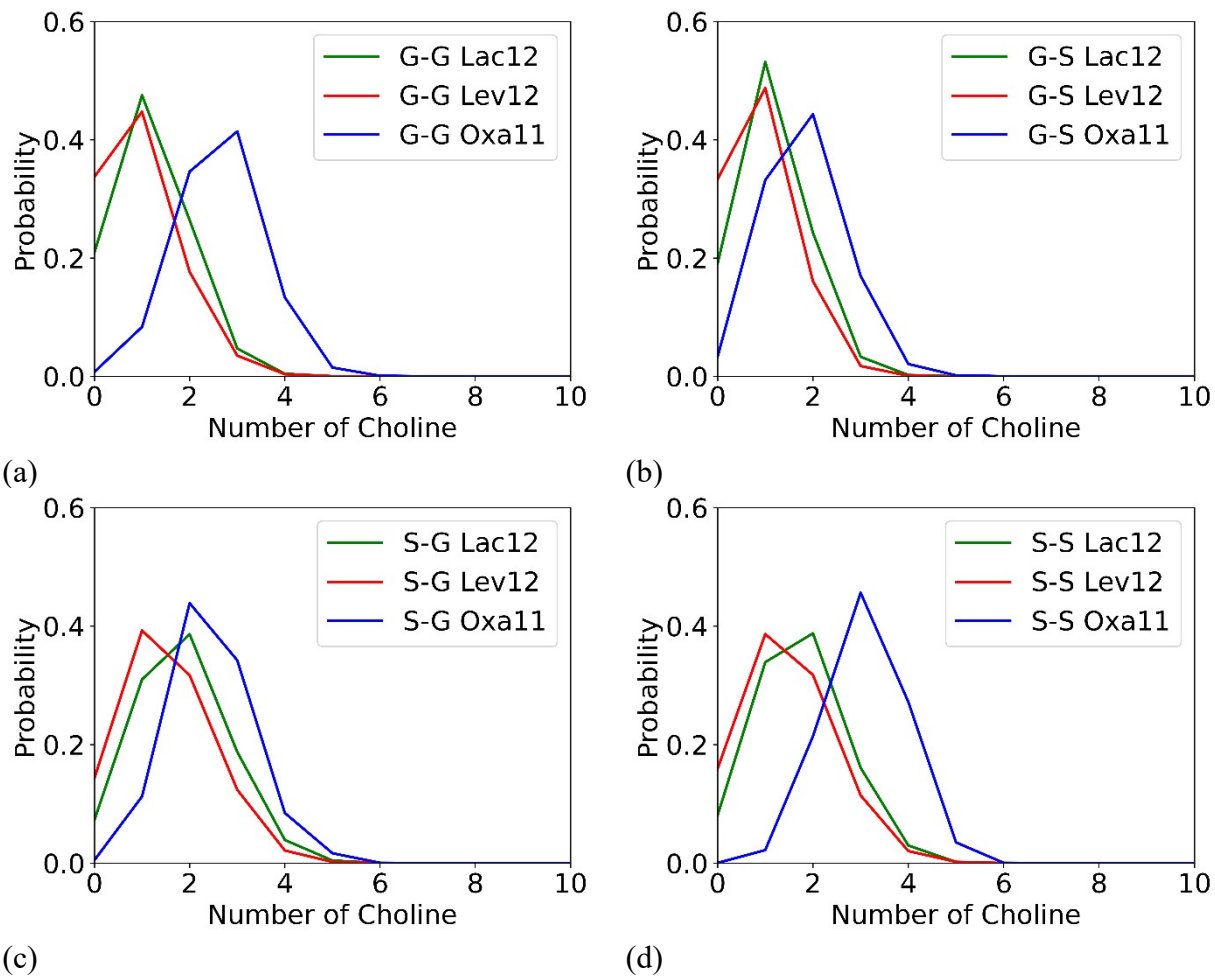 0.6
0.4
0.2
0.0
Probability
0 2 4 6 8 10
Number of Choline
G-G Lac12
G-G Lev12
G-G Oxa11
(a)
0.6
0.4
0.2
0.0
Probability
0 2 4 6 8 10
Number of Choline
G-S Lac12
G-S Lev12
G-S Oxa11
(b)
0.6
0.4
0.2
0.0
Probability
0 2 4 6 8 10
Number of Choline
S-G Lac12
S-G Lev12
S-G Oxa11
(c)
0.6
0.4
0.2
0.0
Probability
0 2 4 6 8 10
Number of Choline
S-S Lac12
S-S Lev12
S-S Oxa11
(d)